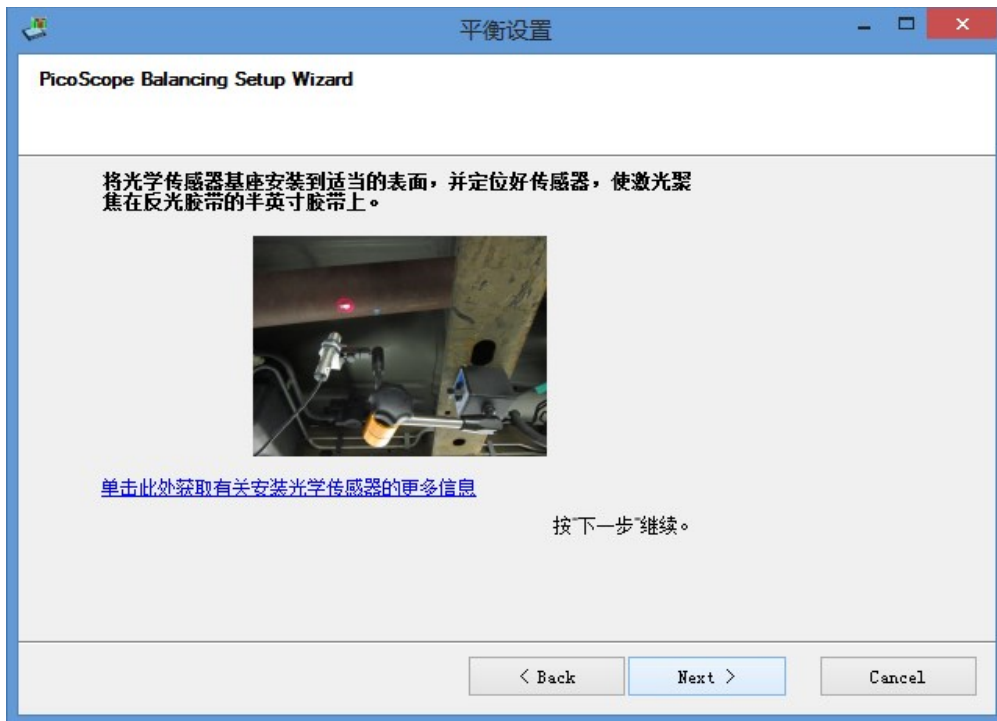 平衡设置
PicoScope Balancing Setup Wizard
将光学传感器基座安装到适当的表面，并定位好传感器，使激光聚
焦在反光胶带的半英寸胶带上。
单击此处获取有关安装光学传感器的更多信息
按"下一步"继续。
< Back
Next >
Cancel